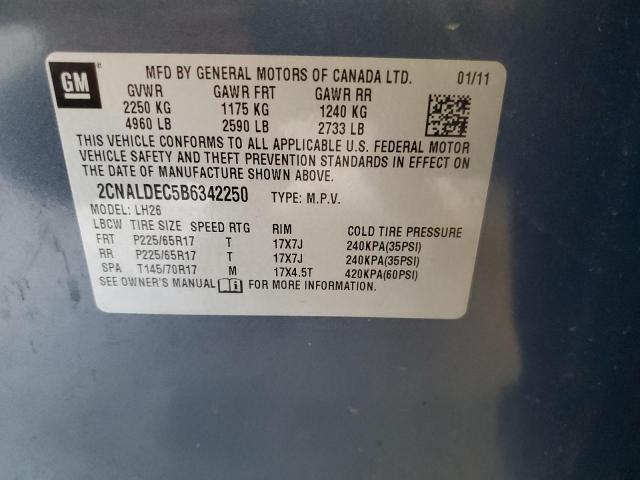 GM
®
MFD BY GENERAL MOTORS OF CANADA LTD. 01/11
GVWR GAWR FRT GAWR RR
2250 KG 1175 KG 1240 KG
4960 LB 2590 LB 2733 LB
THIS VEHICLE CONFORMS TO ALL APPLICABLE U.S. FEDERAL MOTOR
VEHICLE SAFETY AND THEFT PREVENTION STANDARDS IN EFFECT ON
THE DATE OF MANUFACTURE SHOWN ABOVE.
2CNALDEC5B6342250 TYPE: M.P.V.
MODEL: LH26
LBCW TIRE SIZE SPEED RTG RIM COLD TIRE PRESSURE
FRT P225/65R17 T 17X7J 240KPA(35PSI)
RR P225/65R17 T 17X7J 240KPA(35PSI)
SPA T145/70R17 M 17X4.5T 420KPA(60PSI)
SEE OWNER'S MANUAL FOR MORE INFORMATION.